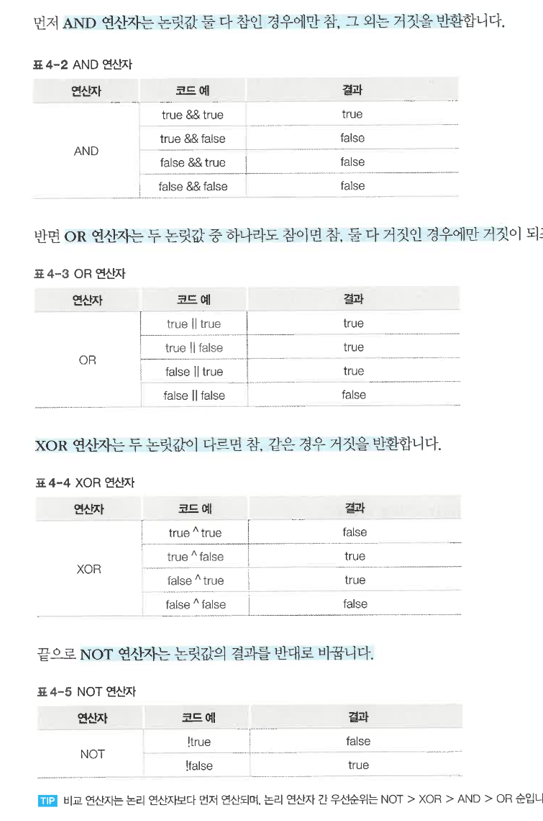 먼저 AND 연산자는 논릿값 둘 다 참인 경우에만 참, 그 외는 거짓을 반환합니다.
표 4-2 AND 연산자
연산자 코드 예 결과
true && true true
true && false false
AND
false && true false
false && false false
반면 OR 연산자는 두 논릿값 중 하나라도 참이면 참, 둘 다 거짓인 경우에만 거짓이 되
표 4-3 OR 연산자
연산자 코드 예 결과
true || true true
true || false true
OR
false || true true
false || false false
XOR 연산자는 두 논릿값이 다르면 참, 같은 경우 거짓을 반환합니다.
표 4-4 XOR 연산자
연산자 코드 예 결과
true ^ true false
true ^ false true
XOR
false ^ true true
false ^ false false
끝으로 NOT 연산자는 논릿값의 결과를 반대로 바꿉니다.
표 4-5 NOT 연산자
연산자 코드 예 결과
!true false
NOT
!false true
TIP 비교 연산자는 논리 연산자보다 먼저 연산되며, 논리 연산자 간 우선순위는 NOT > XOR > AND > OR 순입니